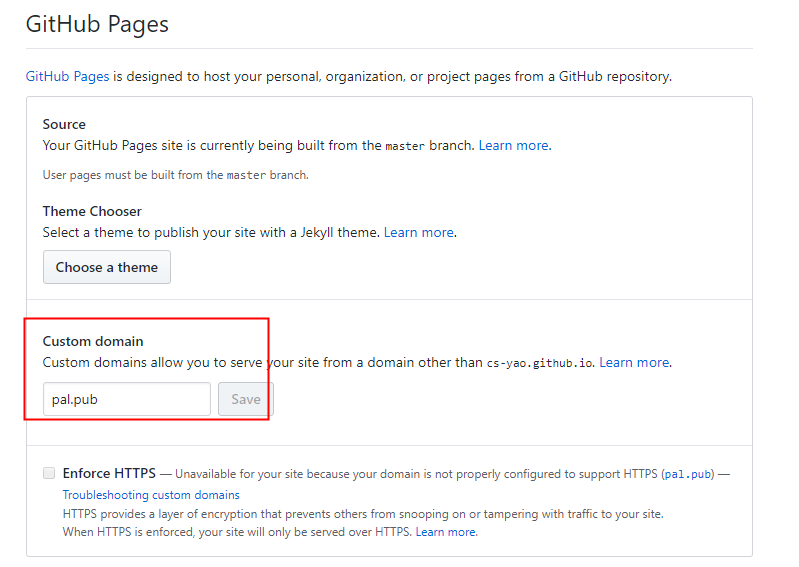 GitHub Pages
GitHub Pages is designed to host your personal, organization, or project pages from a GitHub repository.
Source
Your GitHub Pages site is currently being built from the master branch. Learn more.
User pages must be built from the master branch.
Theme Chooser
Select a theme to publish your site with a Jekyll theme. Learn more.
Choose a theme
Custom domain
Custom domains allow you to serve your site from a domain other than cs-yao.github.io. Learn more.
pal.pub Save
Enforce HTTPS — Unavailable for your site because your domain is not properly configured to support HTTPS (pal.pub) —
Troubleshooting custom domains
HTTPS provides a layer of encryption that prevents others from snooping on or tampering with traffic to your site.
When HTTPS is enforced, your site will only be served over HTTPS. Learn more.